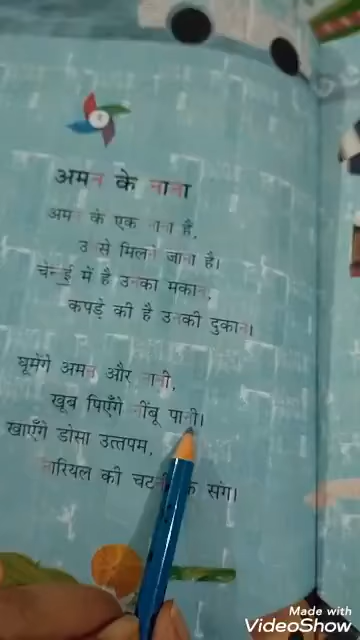 अमन के नाना
अमन के एक नाना हैं,
उनसे मिलने जाना है।
चेन्नई में है उनका मकान,
कपड़े की है उनकी दुकान।
घूमेंगे अमन और नानी,
खूब पिएँगे नींबू पानी।
खाएँगे डोसा उत्तपम,
नारियल की चटनी के संग।
Made with
VideoShow